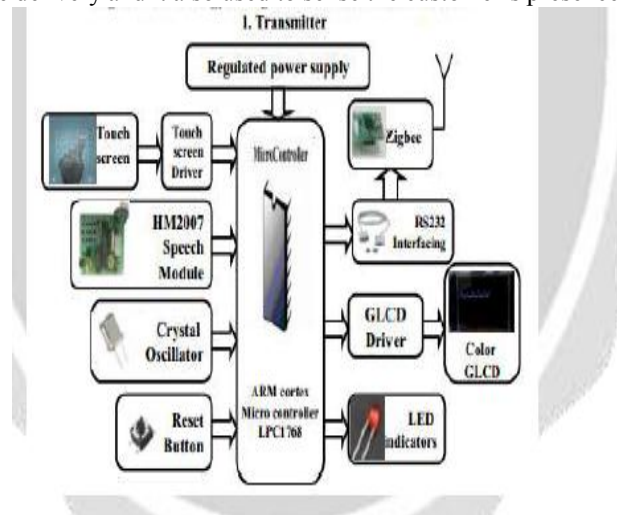 1. Transmitter
Regulated power supply
Touch
screen
Touch
screen
Driver
MicroController
Zigbee
HM2007
Speech
Module
RS232
Interfacing
Crystal
Oscillator
GLCD
Driver
Color
GLCD
ARM cortex
Micro controller
LPC1768
Reset
Button
LED
indicators